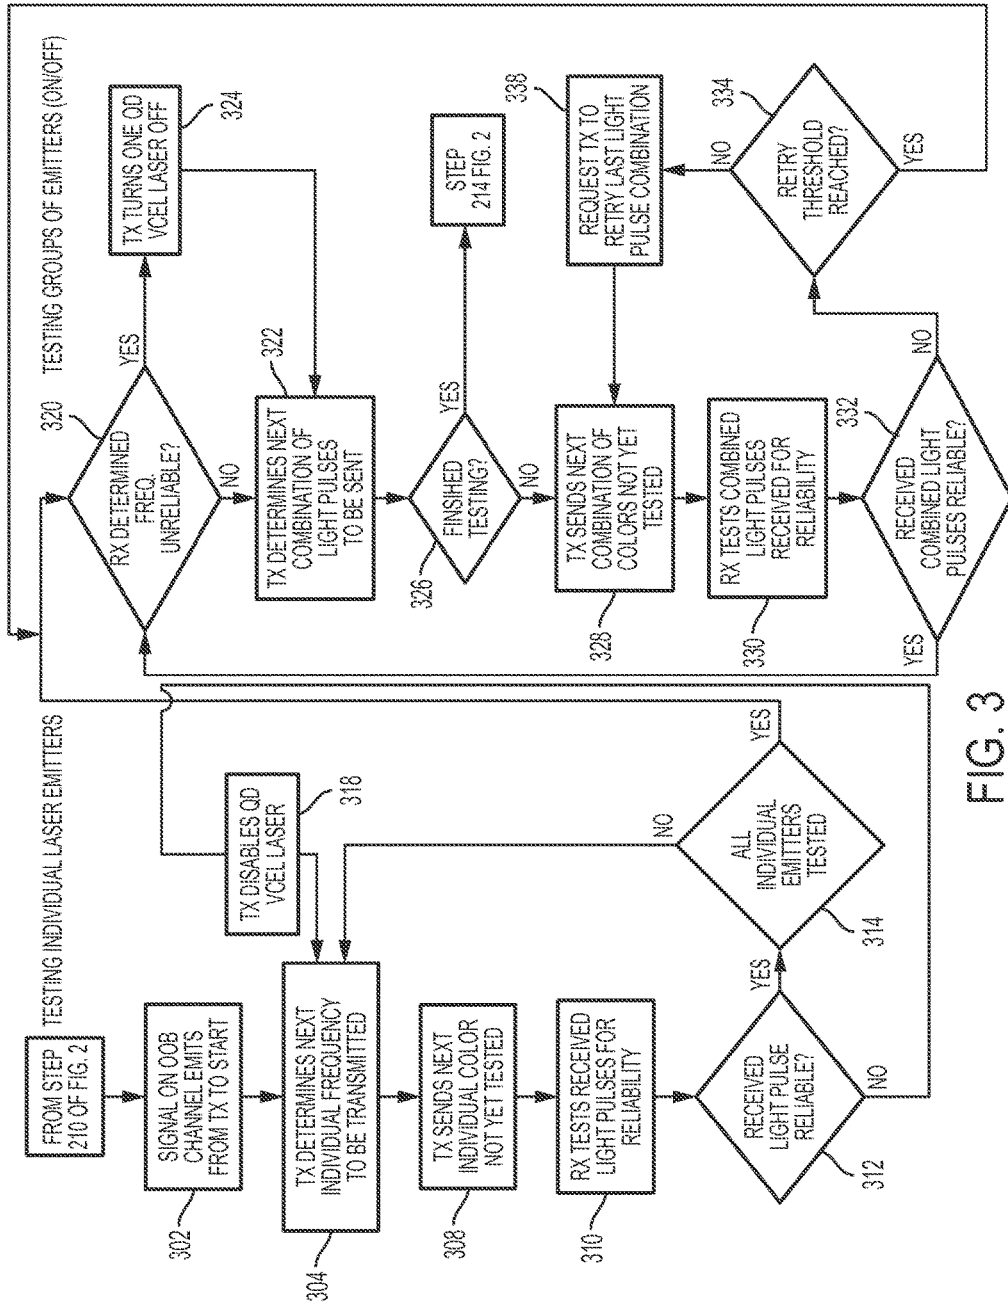 TESTING INDIVIDUAL LASER EMITTERS
FROM STEP
210 OF FIG. 2
SIGNAL ON OOB
CHANNEL EMITS
FROM TX TO START
302
TX DISABLES QD
VCEL LASER
318
TX DETERMINES NEXT
INDIVIDUAL FREQUENCY
TO BE TRANSMITTED
304
TX SENDS NEXT
INDIVIDUAL COLOR
NOT YET TESTED
308
RX TESTS RECEIVED
LIGHT PULSES FOR
RELIABILITY
310
RECEIVED
LIGHT PULSE
RELIABLE?
312
YES
NO
ALL
INDIVIDUAL
EMITTERS
TESTED
314
NO
YES
TESTING GROUPS OF EMITTERS (ON/OFF)
RX DETERMINED
FREQ.
UNRELIABLE?
320
YES
NO
TX TURNS ONE QD
VCEL LASER OFF
324
TX DETERMINES NEXT
COMBINATION OF
LIGHT PULSES
TO BE SENT
322
FINSIHED
TESTING?
326
YES
NO
STEP
214 FIG. 2
TX SENDS NEXT
COMBINATION OF
COLORS NOT YET
TESTED
328
REQUEST TX TO
RETRY LAST LIGHT
PULSE COMBINATION
338
RX TESTS COMBINED
LIGHT PULSES
RECEIVED FOR
RELIABILITY
330
RECEIVED
COMBINED LIGHT
PULSES RELIABLE?
332
YES
NO
RETRY
THRESHOLD
REACHED?
334
NO
YES
FIG. 3